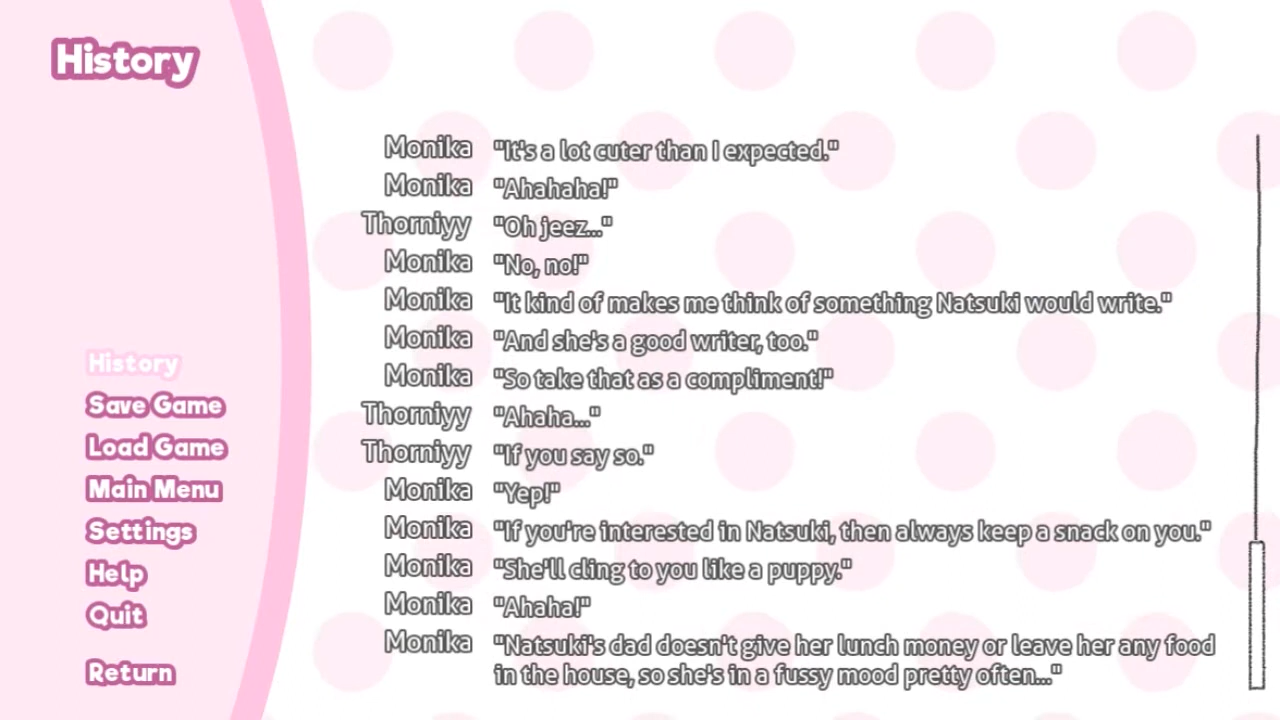 History
Monika "It's a lot cuter than I expected."
Monika "Ahahaha!"
Thorniyy "Oh jeez..."
Monika "No, no!"
Monika "It kind of makes me think of something Natsuki would write."
Monika "And she's a good writer, too."
Monika "So take that as a compliment!"
Thorniyy "Ahaha..."
Thorniyy "If you say so."
Monika "Yep!"
Monika "If you're interested in Natsuki, then always keep a snack on you."
Monika "She'll cling to you like a puppy."
Monika "Ahaha!"
Monika "Natsuki's dad doesn't give her lunch money or leave her any food
in the house, so she's in a fussy mood pretty often..."
History
Save Game
Load Game
Main Menu
Settings
Help
Quit
Return